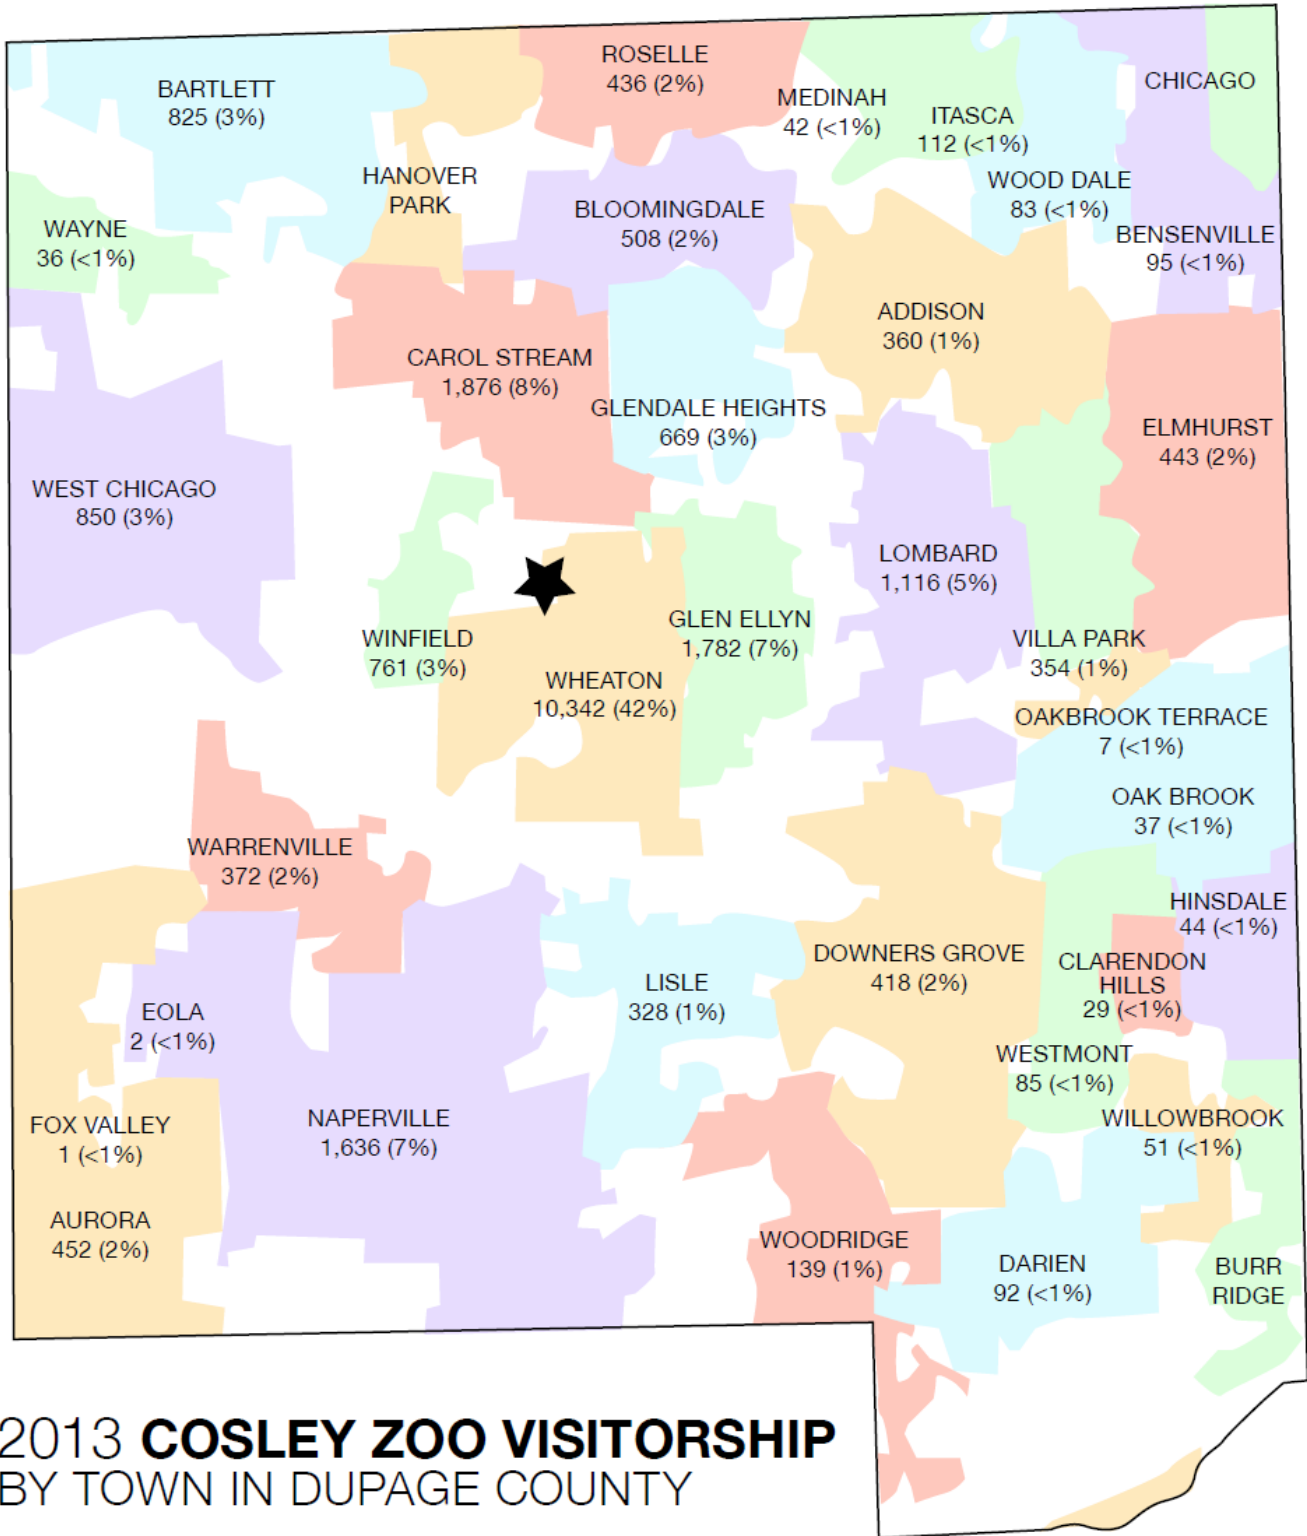 ROSELLE
436 (2%)
BARTLETT
825 (3%)
MEDINAH
42 (<1%)
CHICAGO
ITASCA
112 (<1%)
HANOVER
PARK
WOOD DALE
83 (<1%)
BLOOMINGDALE
508 (2%)
WAYNE
36 (<1%)
BENSENVILLE
95 (<1%)
ADDISON
360 (1%)
CAROL STREAM
1,876 (8%)
GLENDALE HEIGHTS
669 (3%)
ELMHURST
443 (2%)
WEST CHICAGO
850 (3%)
LOMBARD
1,116 (5%)
GLEN ELLYN
1,782 (7%)
WINFIELD
761 (3%)
VILLA PARK
354 (1%)
WHEATON
10,342 (42%)
OAKBROOK TERRACE
7 (<1%)
OAK BROOK
37 (<1%)
WARRENVILLE
372 (2%)
HINSDALE
44 (<1%)
DOWNERS GROVE
418 (2%)
CLARENDON
HILLS
29 (<1%)
LISLE
328 (1%)
EOLA
2 (<1%)
WESTMONT
85 (<1%)
FOX VALLEY
1 (<1%)
NAPERVILLE
1,636 (7%)
WILLOWBROOK
51 (<1%)
AURORA
452 (2%)
WOODRIDGE
139 (1%)
DARIEN
92 (<1%)
BURR
RIDGE
2013 COSLEY ZOO VISITORSHIP
BY TOWN IN DUPAGE COUNTY